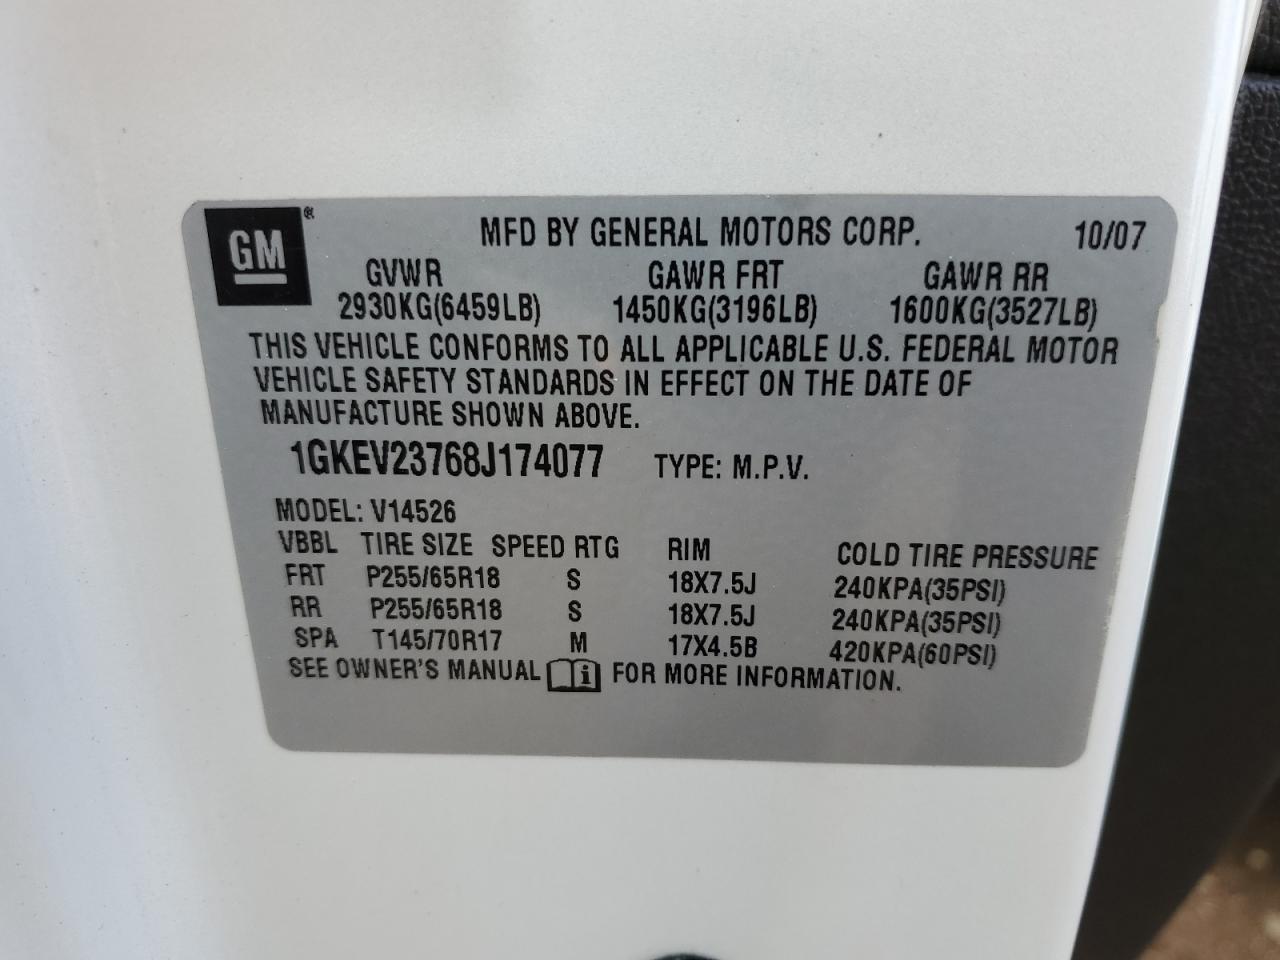 GM®
MFD BY GENERAL MOTORS CORP. 10/07
GVWR GAWR FRT GAWR RR
2930KG(6459LB) 1450KG(3196LB) 1600KG(3527LB)
THIS VEHICLE CONFORMS TO ALL APPLICABLE U.S. FEDERAL MOTOR
VEHICLE SAFETY STANDARDS IN EFFECT ON THE DATE OF
MANUFACTURE SHOWN ABOVE.
1GKEV23768J174077 TYPE: M.P.V.
MODEL: V14526
VBBL TIRE SIZE SPEED RTG RIM COLD TIRE PRESSURE
FRT P255/65R18 S 18X7.5J 240KPA(35PSI)
RR P255/65R18 S 18X7.5J 240KPA(35PSI)
SPA T145/70R17 M 17X4.5B 420KPA(60PSI)
SEE OWNER'S MANUAL i FOR MORE INFORMATION.